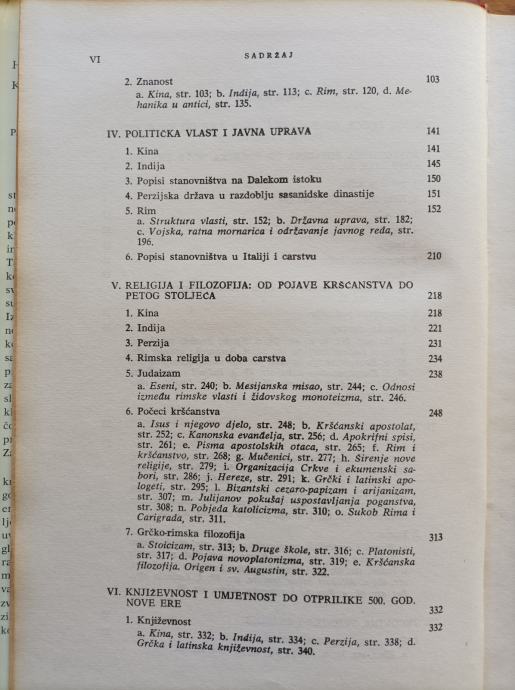 VI
SADRŽAJ
2. Znanost 103
a. Kina, str. 103; b. Indija, str. 113; c. Rim, str. 120, d. Me-
hanika u antici, str. 135.
IV. POLITIČKA VLAST I JAVNA UPRAVA 141
1. Kina 141
2. Indija 145
3. Popisi stanovništva na Dalekom istoku 150
4. Perzijska država u razdoblju sasanidske dinastije 151
5. Rim 152
a. Struktura vlasti, str. 152; b. Državna uprava, str. 182;
c. Vojska, ratna mornarica i održavanje javnog reda, str.
196.
6. Popisi stanovništva u Italiji i carstvu 210
V. RELIGIJA I FILOZOFIJA: OD POJAVE KRŠĆANSTVA DO
PETOG STOLJEĆA 218
1. Kina 218
2. Indija 221
3. Perzija 231
4. Rimska religija u doba carstva 234
5. Judaizam 238
a. Eseni, str. 240; b. Mesijanska misao, str. 244; c. Odnosi
između rimske vlasti i židovskog monoteizma, str. 246.
6. Počeci kršćanstva 248
a. Isus i njegovo djelo, str. 248; b. Kršćanski apostolat,
str. 252; c. Kanonska evanđelja, str. 256; d. Apokrifni spisi,
str. 261; e. Pisma apostolskih otaca, str. 265; f. Rim i
kršćanstvo, str. 268; g. Mučenici, str. 277; h. Širenje nove
religije, str. 279; i. Organizacija Crkve i ekumenski sa-
bori, str. 286; j. Hereze, str. 291; k. Grčki i latinski apo-
logeti, str. 295; l. Bizantski cezaro-papizam i arijanizam,
str. 307; m. Julijanov pokušaj uspostavljanja poganstva,
str. 308; n. Pobjeda katolicizma, str. 310; o. Sukob Rima i
Carigrada, str. 311.
7. Grčko-rimska filozofija 313
a. Stoicizam, str. 313; b. Druge škole, str. 316; c. Platonisti,
str. 317; d. Pojava novoplatonizma, str. 319; e. Kršćanska
filozofija. Origen i sv. Augustin, str. 322.
VI. KNJIŽEVNOST I UMJETNOST DO OTPRILIKE 500. GOD.
NOVE ERE 332
1. Književnost 332
a. Kina, str. 332; b. Indija, str. 334; c. Perzija, str. 338; d.
Grčka i latinska književnost, str. 340.